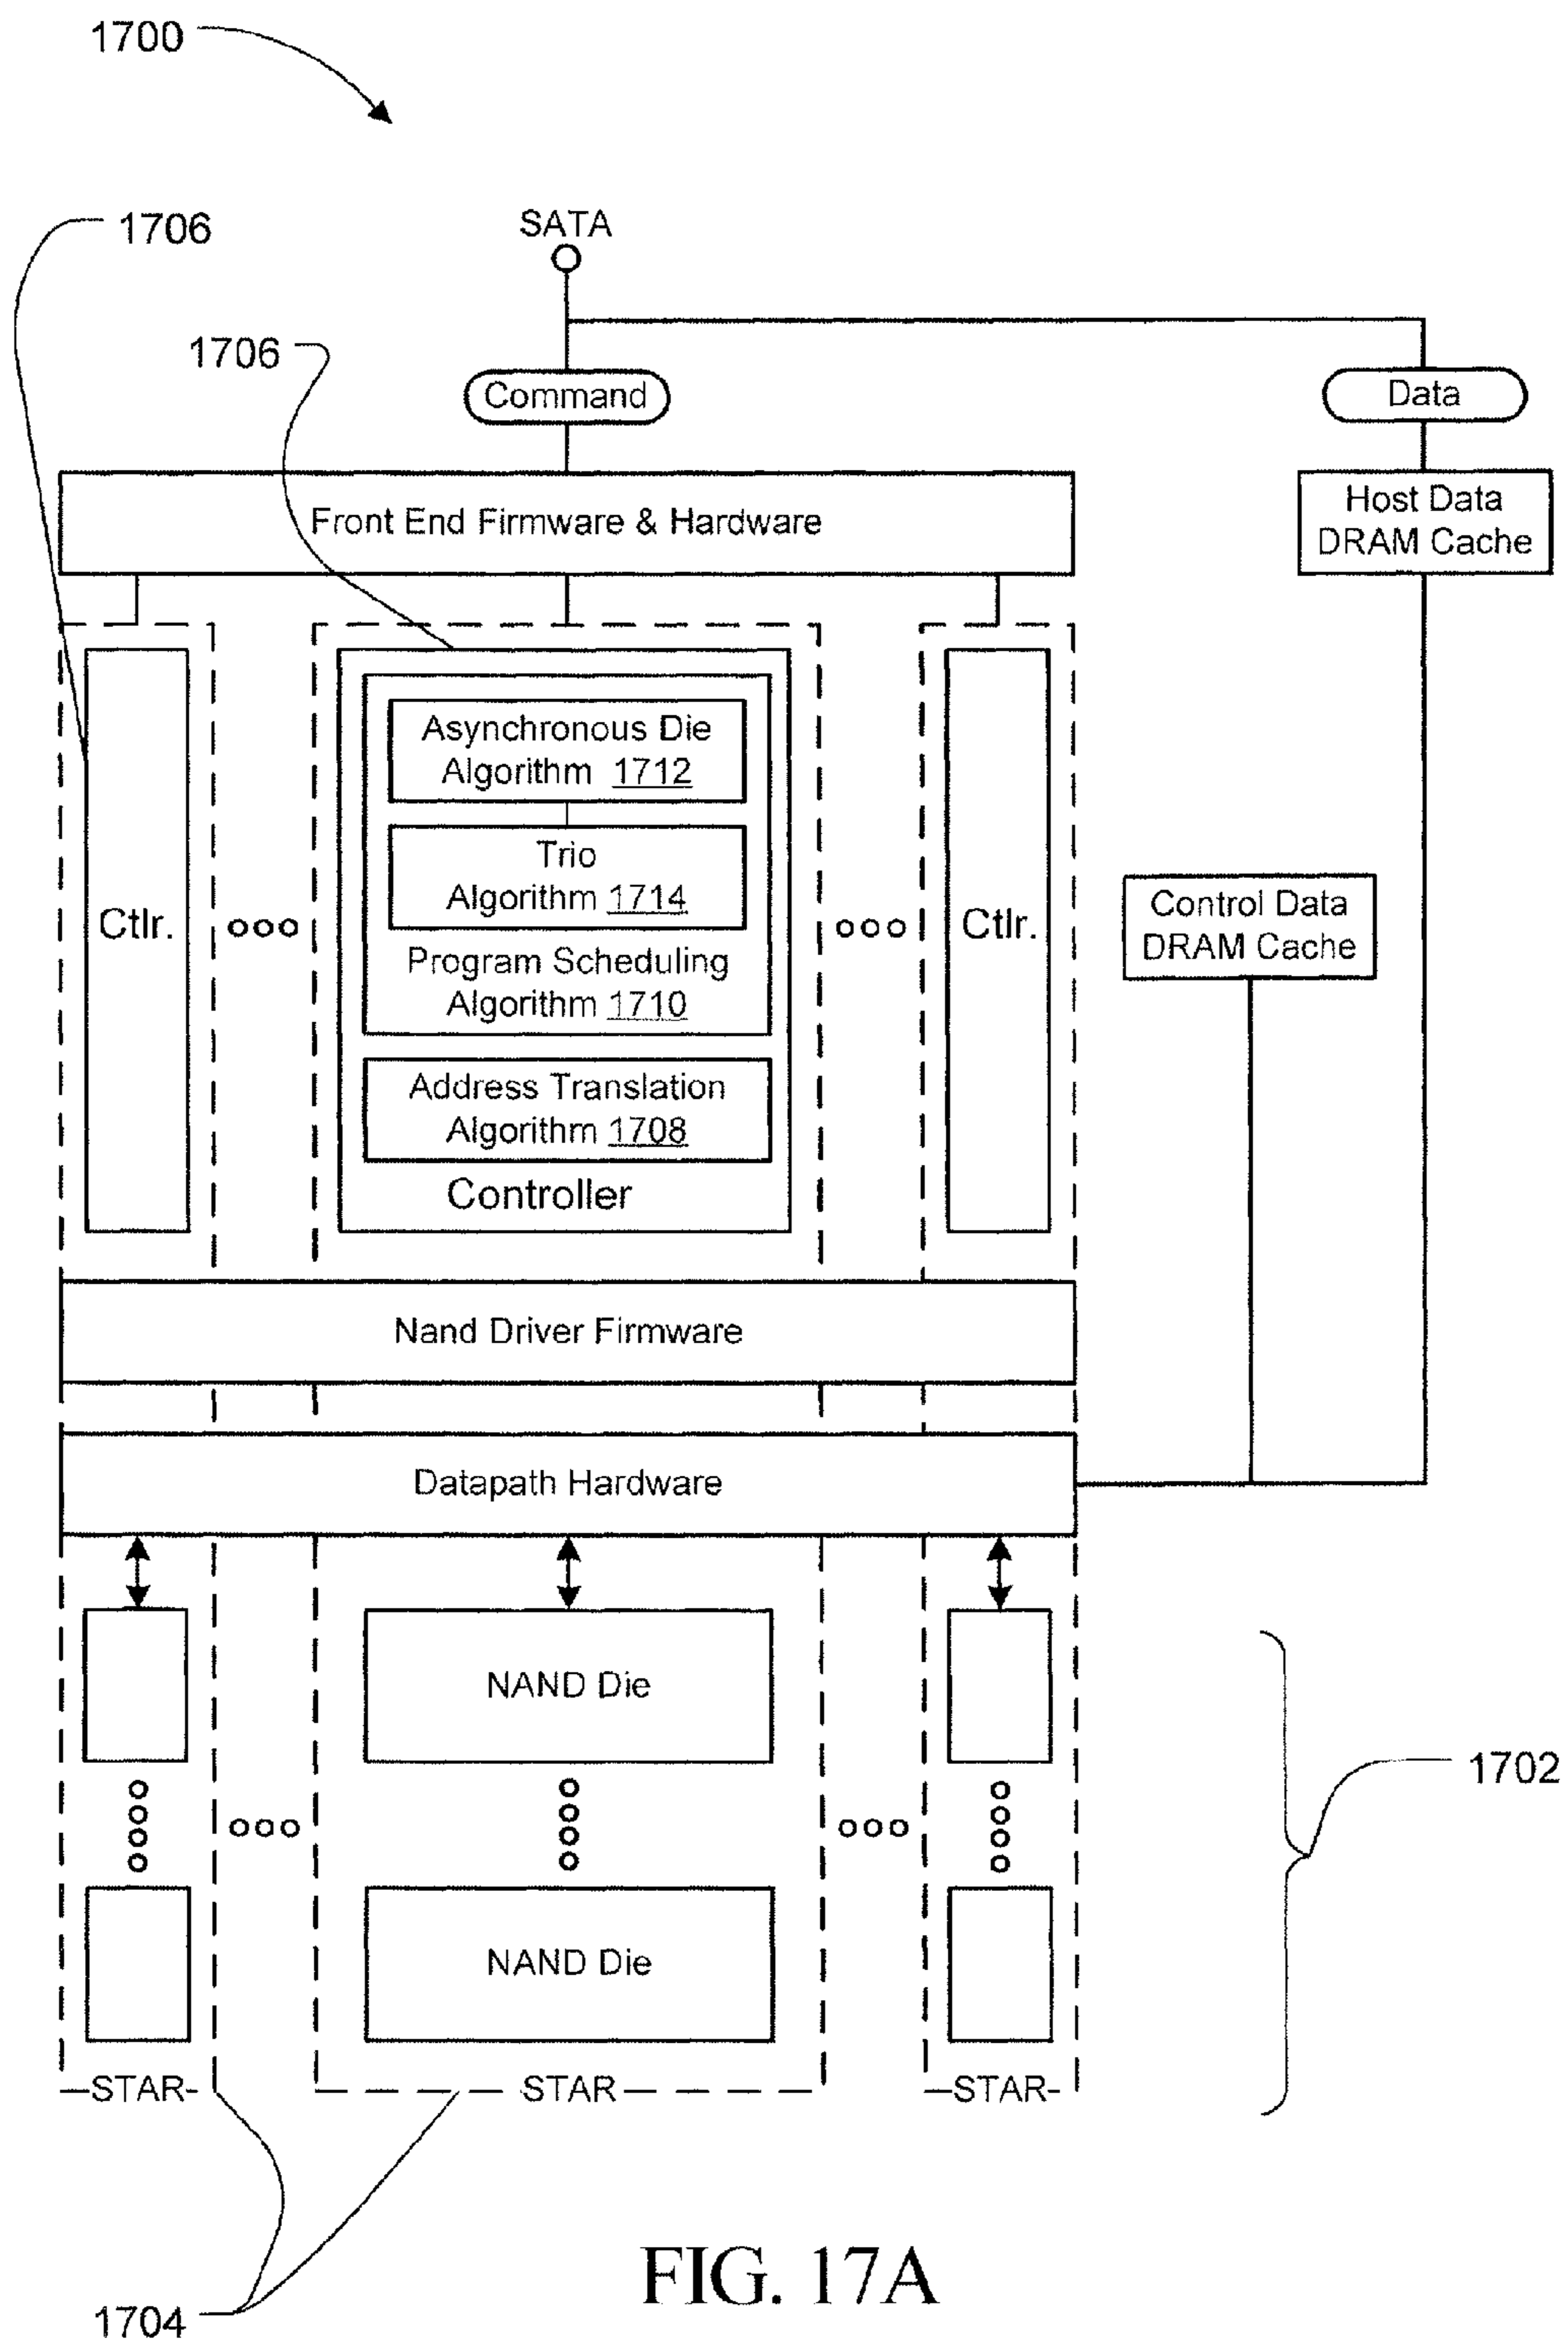 1700
1706
SATA
1706
Command
Data
Front End Firmware & Hardware
Host Data
DRAM Cache
Asynchronous Die
Algorithm 1712
Trio
Algorithm 1714
Program Scheduling
Algorithm 1710
Address Translation
Algorithm 1708
Controller
Ctlr.
Ctlr.
Control Data
DRAM Cache
Nand Driver Firmware
Datapath Hardware
NAND Die
NAND Die
1702
STAR
STAR
STAR
1704
FIG. 17A